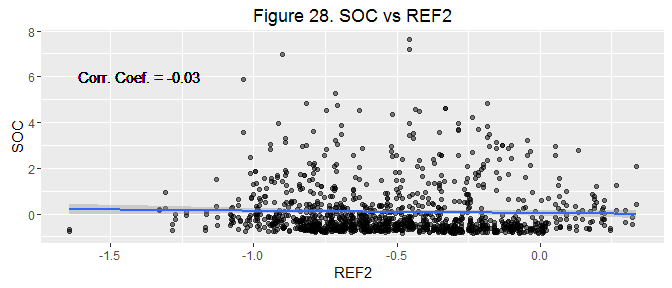 Figure 28. SOC vs REF2
8
Corr. Coef. = -0.03
6
4
SOC
2
0
-1.5 -1.0 -0.5 0.0
REF2